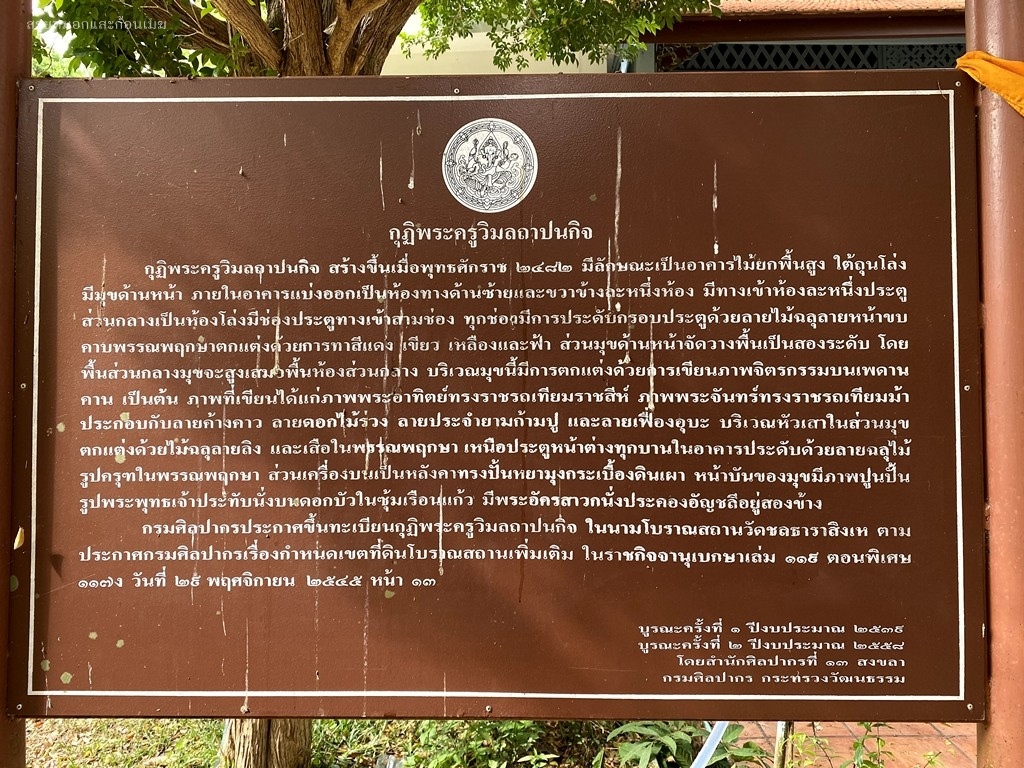 กุฏิพระครูวิมลถาปนกิจ
กุฏิพระครูวิมลถาปนกิจ สร้างขึ้นเมื่อพุทธศักราช ๒๔๘๒ มีลักษณะเป็นอาคารไม้ยกพื้นสูง ใต้ถุนโล่ง
มีมุขด้านหน้า ภายในอาคารแบ่งออกเป็นห้องทางด้านซ้ายและขวาข้างละหนึ่งห้อง มีทางเข้าห้องละหนึ่งประตู
ส่วนกลางเป็นห้องโล่งมีช่องประตูทางเข้าสามช่อง ทุกช่องมีการประดับกรอบประตูด้วยลายไม้ฉลุลายหน้าขบ
คาบพรรณพฤกษาตกแต่งด้วยการทาสีแดง เขียว เหลืองและฟ้า ส่วนมุขด้านหน้าจัดวางพื้นเป็นสองระดับ โดย
พื้นส่วนกลางมุขจะสูงเสมอพื้นห้องส่วนกลาง บริเวณมุขนี้มีการตกแต่งด้วยการเขียนภาพจิตรกรรมบนเพดาน
คาน เป็นต้น ภาพที่เขียนได้แก่ภาพพระอาทิตย์ทรงราชรถเทียมราชสีห์ ภาพพระจันทร์ทรงราชรถเทียมม้า
ประกอบกับลายค้างคาว ลายดอกไม้ร่วง ลายประจำยามก้ามปู และลายเฟื่องอุบะ บริเวณหัวเสาในส่วนมุข
ตกแต่งด้วยไม้ฉลุลายลิง และเสือในพรรณพฤกษา เหนือประตูหน้าต่างทุกบานในอาคารประดับด้วยลายฉลุไม้
รูปครุฑในพรรณพฤกษา ส่วนเครื่องบนเป็นหลังคาทรงปั้นหยามุงกระเบื้องดินเผา หน้าบันของมุขมีภาพปูนปั้น
รูปพระพุทธเจ้าประทับนั่งบนดอกบัวในซุ้มเรือนแก้ว มีพระอัครสาวกนั่งประคองอัญชลีอยู่สองข้าง
กรมศิลปากรประกาศขึ้นทะเบียนกุฏิพระครูวิมลถาปนกิจ ในนามโบราณสถานวัดชลธาราสิงเห ตาม
ประกาศกรมศิลปากรเรื่องกำหนดเขตที่ดินโบราณสถานเพิ่มเติม ในราชกิจจานุเบกษาเล่ม ๑๑๙ ตอนพิเศษ
๑๑๗ง วันที่ ๒๙ พฤศจิกายน ๒๕๔๕ หน้า ๑๓
บูรณะครั้งที่ ๑ ปีงบประมาณ ๒๕๓๙
บูรณะครั้งที่ ๒ ปีงบประมาณ ๒๕๕๘
โดยสำนักศิลปากรที่ ๑๓ สงขลา
กรมศิลปากร กระทรวงวัฒนธรรม